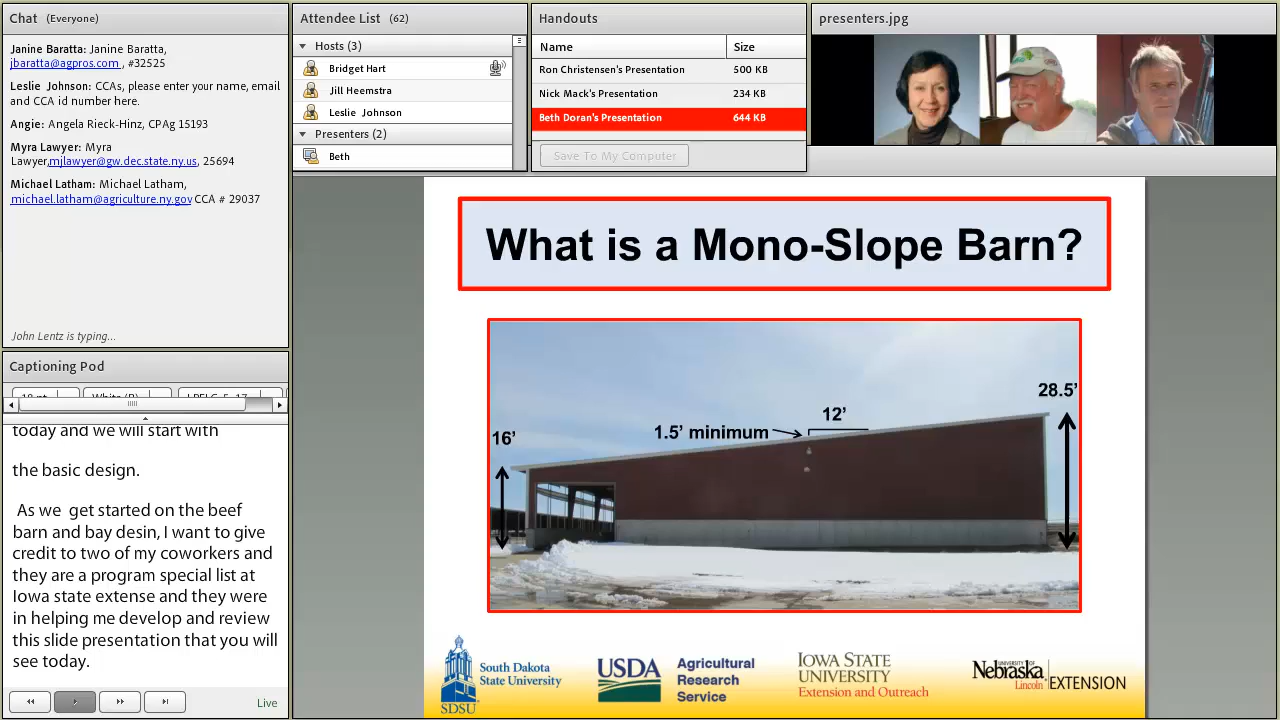 Chat (Everyone)
Janine Baratta: Janine Baratta,
jbaratta@agpros.com , #32525
Leslie Johnson: CCAs, please enter your name, email
and CCA id number here.
Angie: Angela Rieck-Hinz, CPAg 15193
Myra Lawyer: Myra
Lawyer,mjlawyer@gw.dec.state.ny.us, 25694
Michael Latham: Michael Latham,
michael.latham@agriculture.ny.gov CCA # 29037
John Lentz is typing...
Captioning Pod
today and we will start with
the basic design.
As we get started on the beef
barn and bay desin, I want to give
credit to two of my coworkers and
they are a program special list at
Iowa state extense and they were
in helping me develop and review
this slide presentation that you will
see today.
Live
Attendee List (62)
Hosts (3)
Bridget Hart
Jill Heemstra
Leslie Johnson
Presenters (2)
Beth
Handouts
Name Size
Ron Christensen's Presentation 500 KB
Nick Mack's Presentation 234 KB
Beth Doran's Presentation 644 KB
Save To My Computer
presenters.jpg
What is a Mono-Slope Barn?
28.5'
12'
1.5' minimum
16'
SDSU
South Dakota
State University
USDA
Agricultural
Research
Service
IOWA STATE
UNIVERSITY
Extension and Outreach
UNIVERSITY OF
Nebraska
Lincoln
EXTENSION